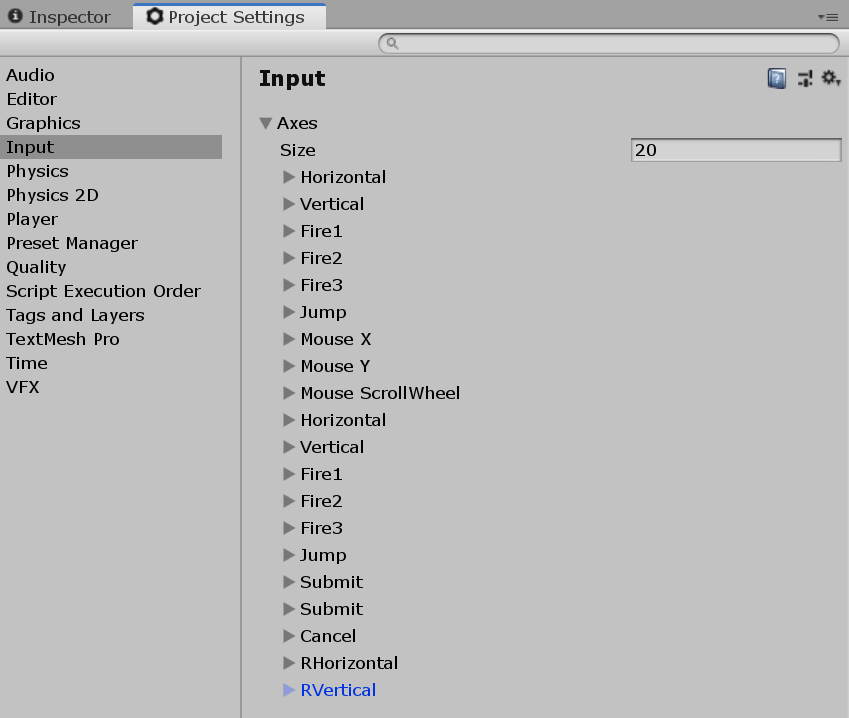 Inspector
Project Settings
Audio
Editor
Graphics
Input
Physics
Physics 2D
Player
Preset Manager
Quality
Script Execution Order
Tags and Layers
TextMesh Pro
Time
VFX
Input
Axes
Size 20
Horizontal
Vertical
Fire1
Fire2
Fire3
Jump
Mouse X
Mouse Y
Mouse ScrollWheel
Horizontal
Vertical
Fire1
Fire2
Fire3
Jump
Submit
Submit
Cancel
RHorizontal
RVertical